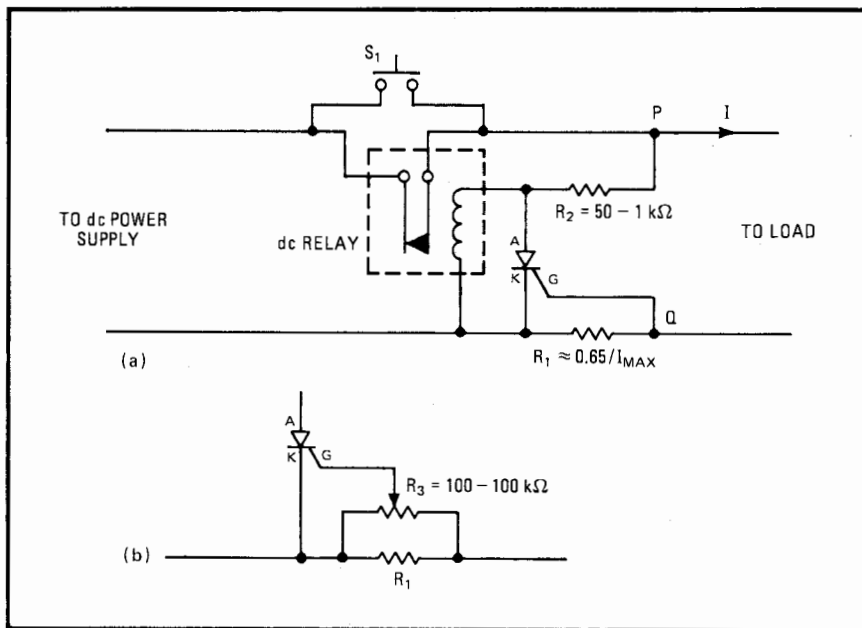 S1
P
I
TO dc POWER
SUPPLY
dc RELAY
R2 = 50 – 1 kΩ
TO LOAD
A
K
G
Q
R1 ≈ 0.65/IMAX
(a)
A
K
G
R3 = 100 – 100 kΩ
(b)
R1